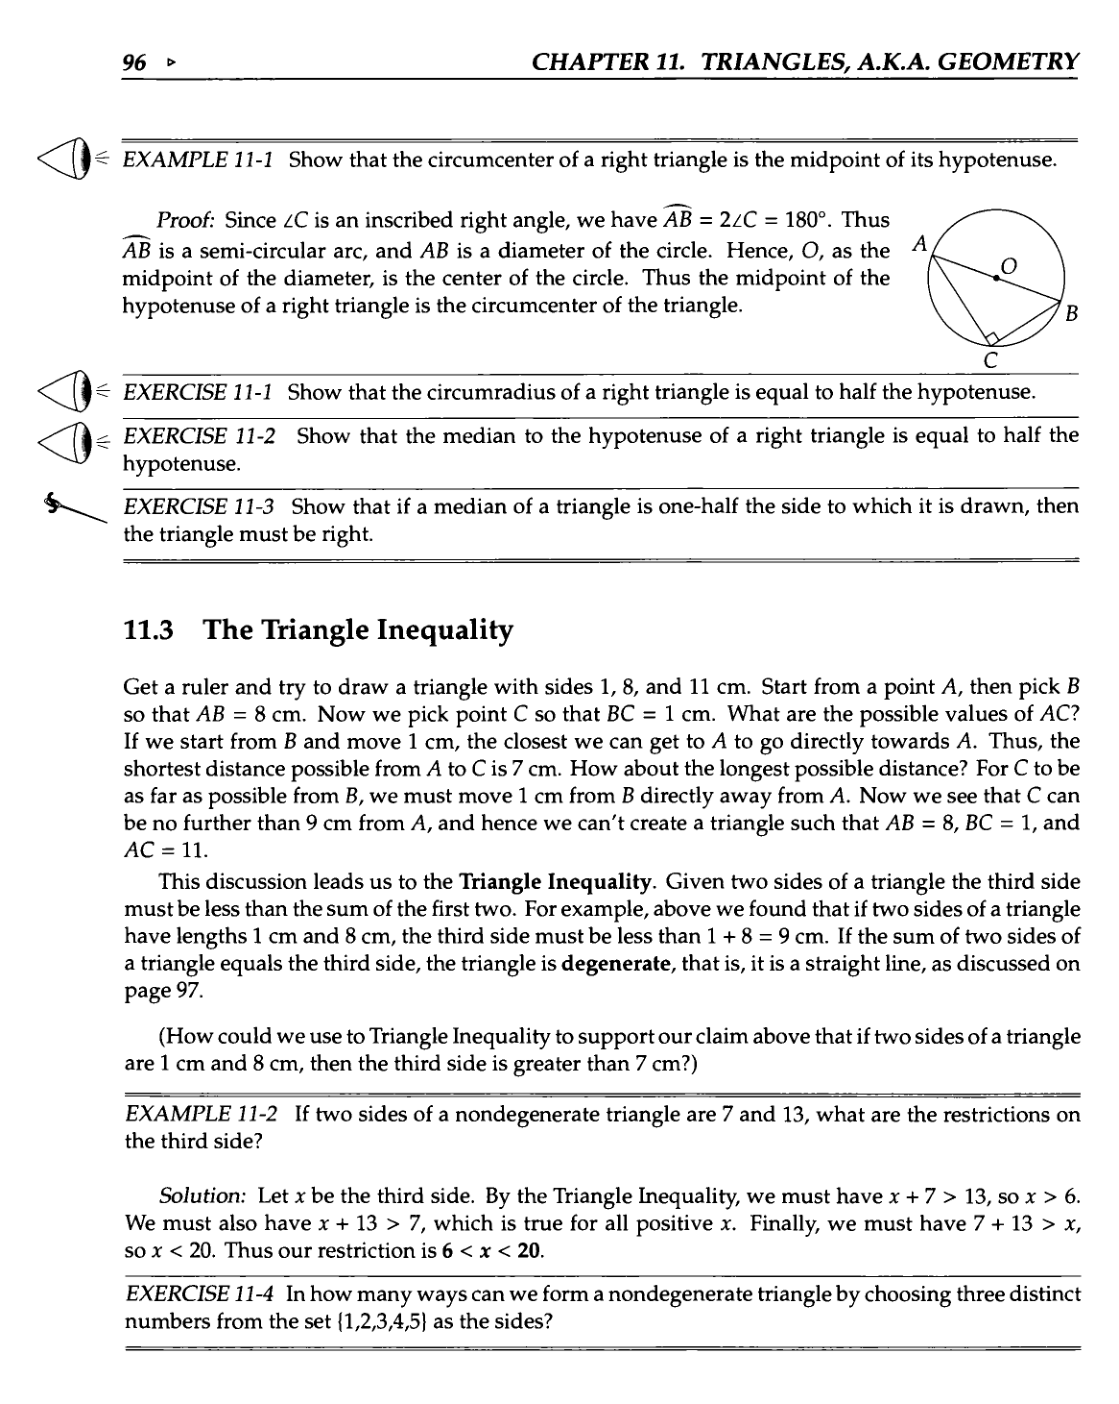 96 ▹ CHAPTER 11. TRIANGLES, A.K.A. GEOMETRY
EXAMPLE 11-1 Show that the circumcenter of a right triangle is the midpoint of its hypotenuse.
Proof: Since ∠C is an inscribed right angle, we have A͡B = 2∠C = 180°. Thus
A͡B is a semi-circular arc, and AB is a diameter of the circle. Hence, O, as the
midpoint of the diameter, is the center of the circle. Thus the midpoint of the
hypotenuse of a right triangle is the circumcenter of the triangle.
A
O
B
C
EXERCISE 11-1 Show that the circumradius of a right triangle is equal to half the hypotenuse.
EXERCISE 11-2 Show that the median to the hypotenuse of a right triangle is equal to half the
hypotenuse.
EXERCISE 11-3 Show that if a median of a triangle is one-half the side to which it is drawn, then
the triangle must be right.
11.3 The Triangle Inequality
Get a ruler and try to draw a triangle with sides 1, 8, and 11 cm. Start from a point A, then pick B
so that AB = 8 cm. Now we pick point C so that BC = 1 cm. What are the possible values of AC?
If we start from B and move 1 cm, the closest we can get to A to go directly towards A. Thus, the
shortest distance possible from A to C is 7 cm. How about the longest possible distance? For C to be
as far as possible from B, we must move 1 cm from B directly away from A. Now we see that C can
be no further than 9 cm from A, and hence we can't create a triangle such that AB = 8, BC = 1, and
AC = 11.
This discussion leads us to the Triangle Inequality. Given two sides of a triangle the third side
must be less than the sum of the first two. For example, above we found that if two sides of a triangle
have lengths 1 cm and 8 cm, the third side must be less than 1 + 8 = 9 cm. If the sum of two sides of
a triangle equals the third side, the triangle is degenerate, that is, it is a straight line, as discussed on
page 97.
(How could we use to Triangle Inequality to support our claim above that if two sides of a triangle
are 1 cm and 8 cm, then the third side is greater than 7 cm?)
EXAMPLE 11-2 If two sides of a nondegenerate triangle are 7 and 13, what are the restrictions on
the third side?
Solution: Let x be the third side. By the Triangle Inequality, we must have x + 7 > 13, so x > 6.
We must also have x + 13 > 7, which is true for all positive x. Finally, we must have 7 + 13 > x,
so x < 20. Thus our restriction is 6 < x < 20.
EXERCISE 11-4 In how many ways can we form a nondegenerate triangle by choosing three distinct
numbers from the set {1,2,3,4,5} as the sides?